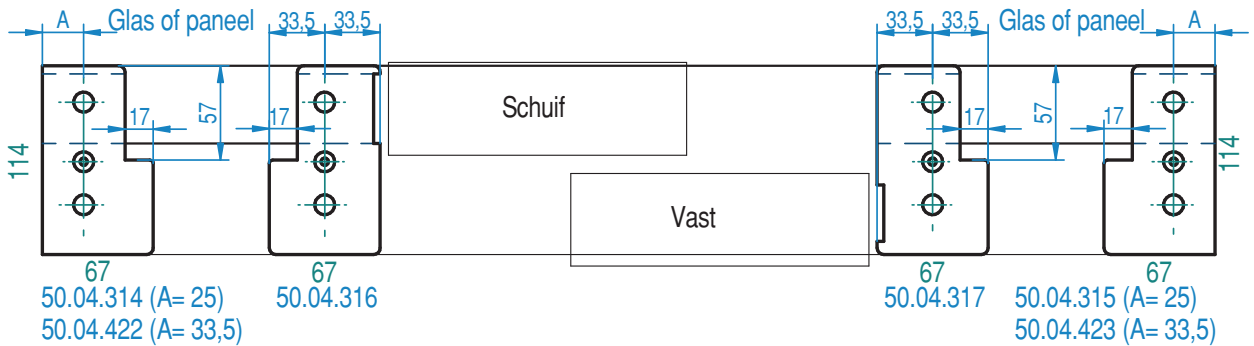 A Glas of paneel 33,5 33,5 33,5 33,5 Glas of paneel A
Schuif
17 57 17 17 57 17
114 114
Vast
67 67 67 67
50.04.314 (A= 25) 50.04.316 50.04.317 50.04.315 (A= 25)
50.04.422 (A= 33,5) 50.04.423 (A= 33,5)